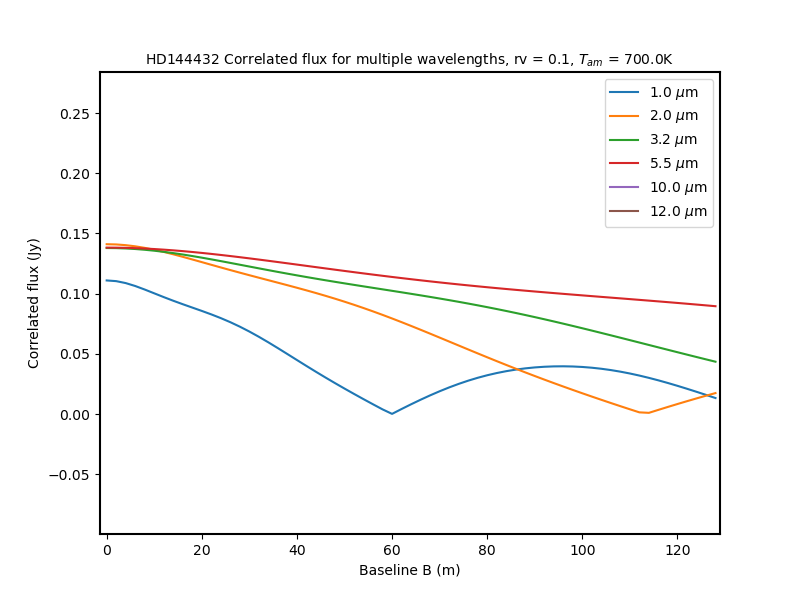 HD144432 Correlated flux for multiple wavelengths, rv = 0.1, T_am = 700.0K
1.0 μm
2.0 μm
3.2 μm
5.5 μm
10.0 μm
12.0 μm
0.25
0.20
0.15
0.10
0.05
0.00
−0.05
Correlated flux (Jy)
0 20 40 60 80 100 120
Baseline B (m)